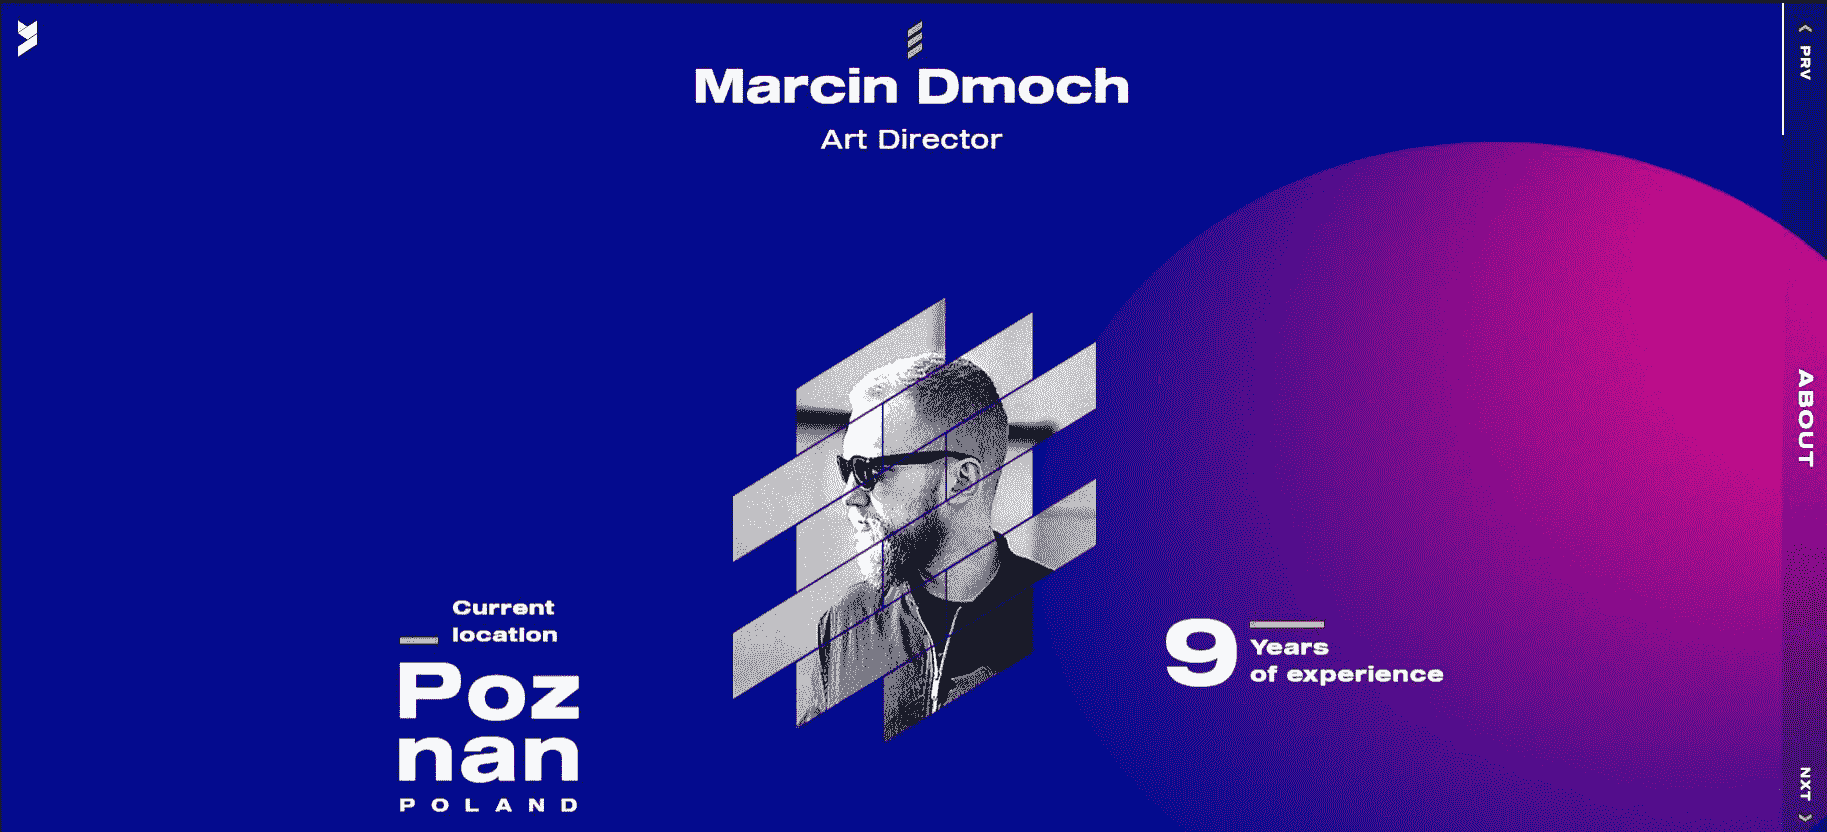 Marcin Dmoch
Art Director
PRV
ABOUT
Current
location
Poz
nan
POLAND
9
Years
of experience
NXT